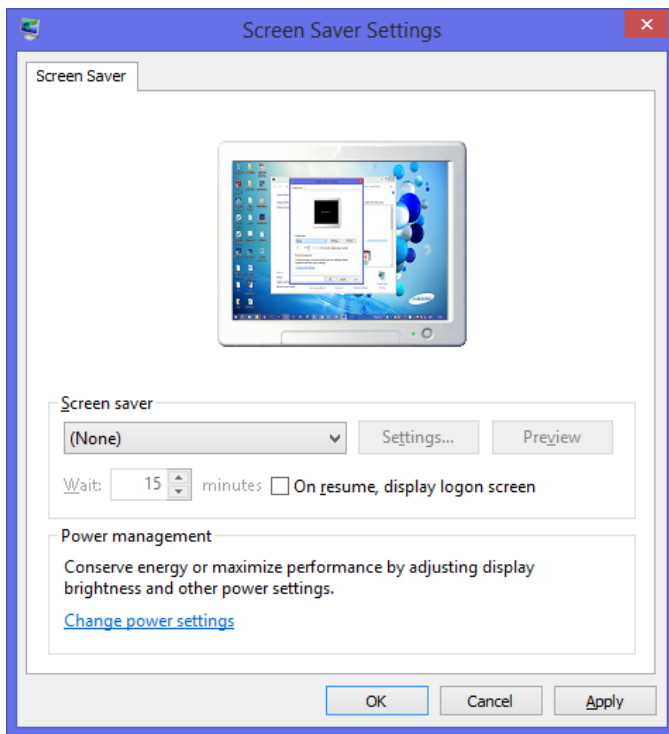 Screen Saver Settings
Screen Saver
SAMSUNG
Screen saver
(None)
Settings...
Preview
Wait: 15 minutes On resume, display logon screen
Power management
Conserve energy or maximize performance by adjusting display
brightness and other power settings.
Change power settings
OK Cancel Apply